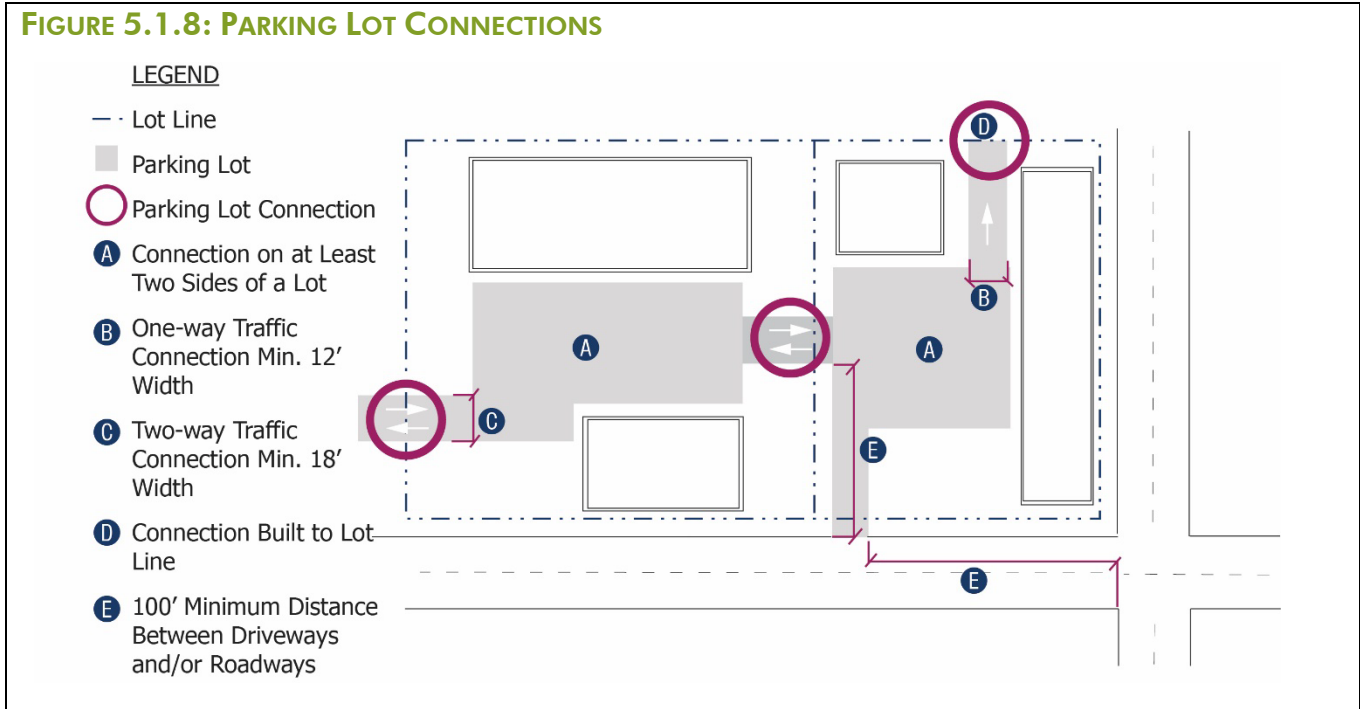 FIGURE 5.1.8: PARKING LOT CONNECTIONS
LEGEND
Lot Line
Parking Lot
Parking Lot Connection
A Connection on at Least
Two Sides of a Lot
B One-way Traffic
Connection Min. 12'
Width
C Two-way Traffic
Connection Min. 18'
Width
D Connection Built to Lot
Line
E 100' Minimum Distance
Between Driveways
and/or Roadways
D
B
A
A
C
E
E